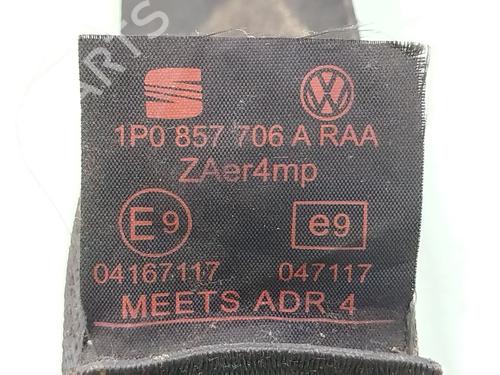 1P0 857 706 A RAA
ZAer4mp
E9 e9
04167117 047117
MEETS ADR 4